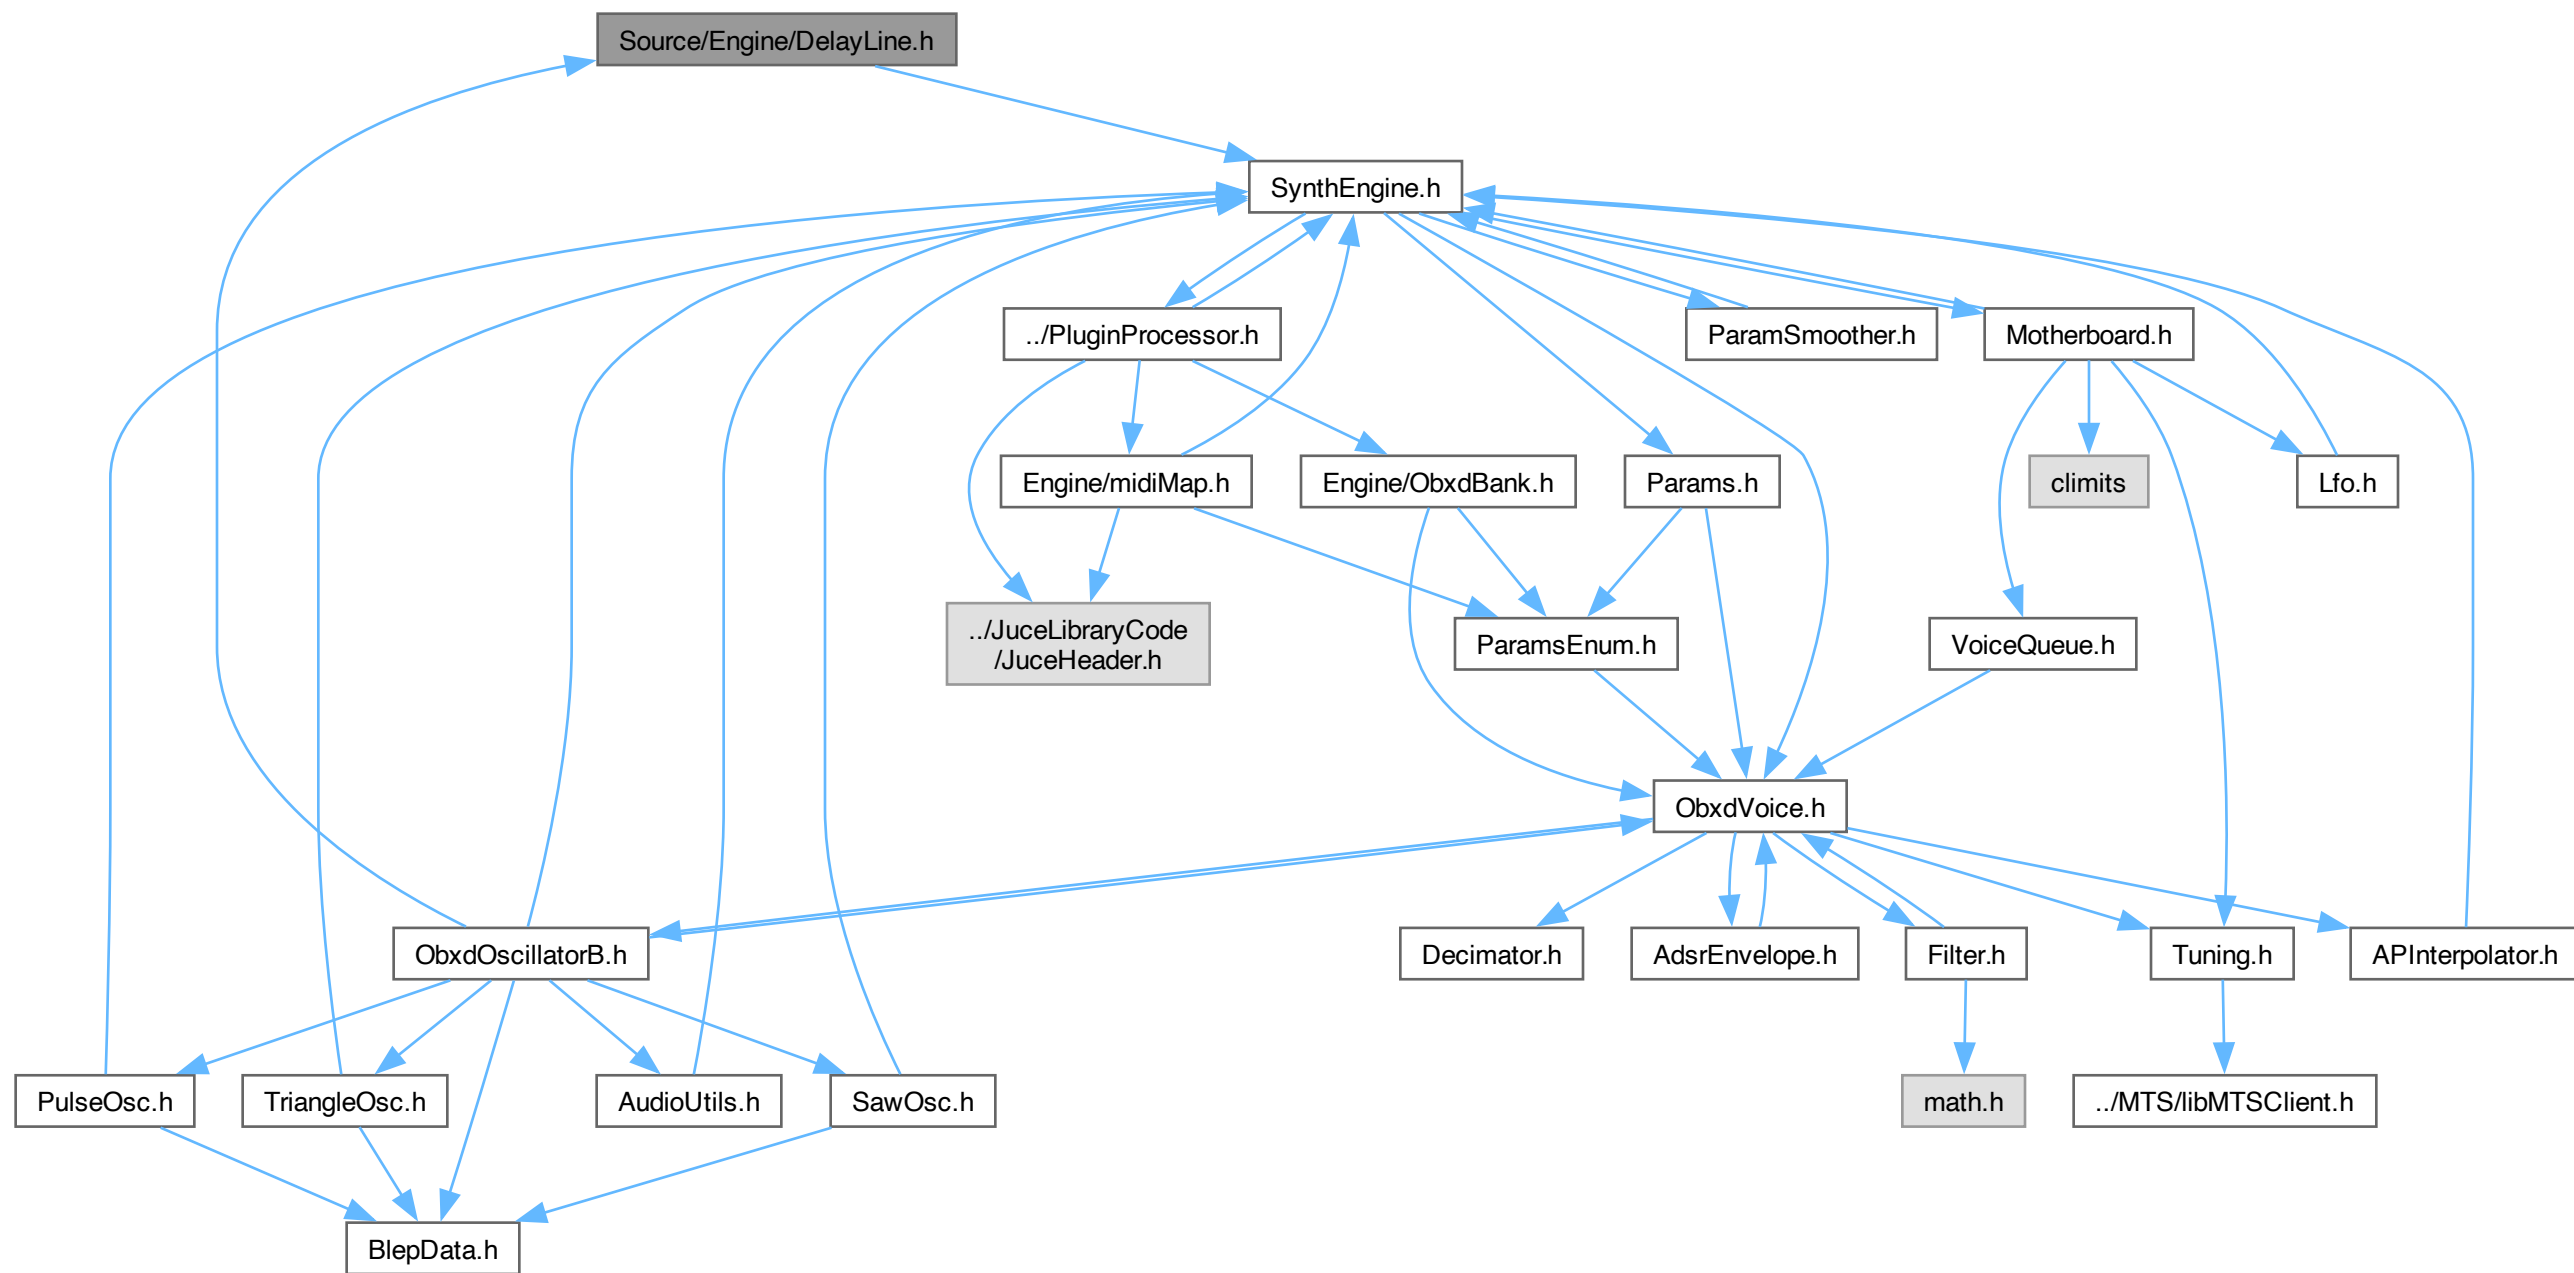 Source/Engine/DelayLine.h
SynthEngine.h
../PluginProcessor.h
ParamSmoother.h
Motherboard.h
Engine/midiMap.h
Engine/ObxdBank.h
Params.h
climits
Lfo.h
../JuceLibraryCode
/JuceHeader.h
ParamsEnum.h
VoiceQueue.h
ObxdVoice.h
ObxdOscillatorB.h
Decimator.h
AdsrEnvelope.h
Filter.h
Tuning.h
APInterpolator.h
PulseOsc.h
TriangleOsc.h
AudioUtils.h
SawOsc.h
math.h
../MTS/libMTSClient.h
BlepData.h